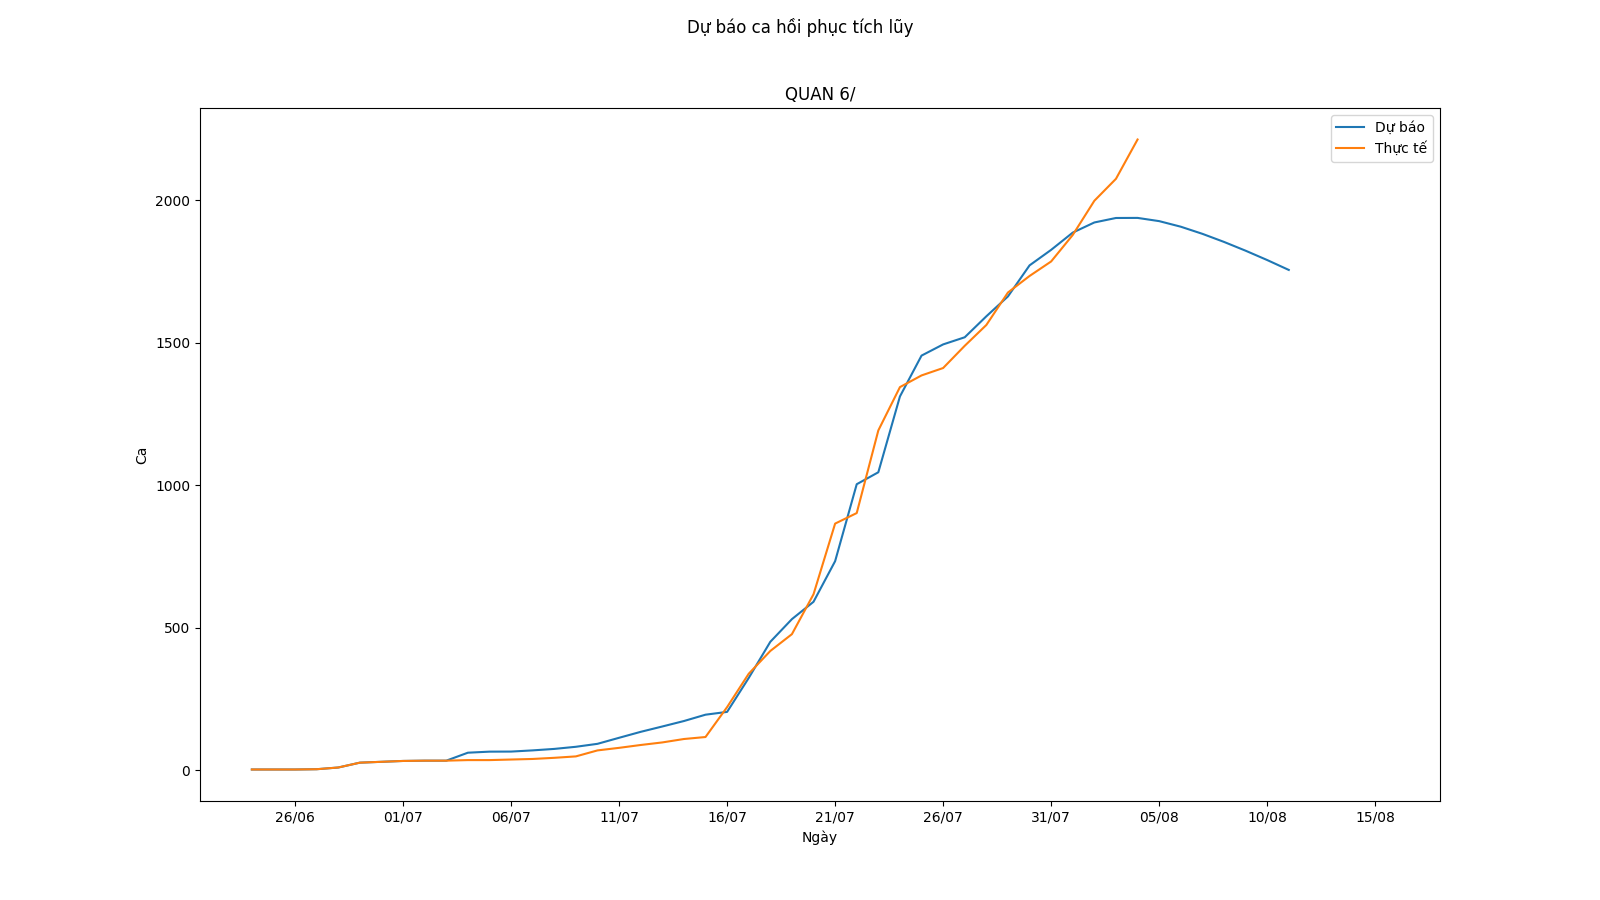 Dự báo ca hồi phục tích lũy
QUAN 6/
Dự báo
Thực tế
2000
1500
1000
500
0
Ca
26/06 01/07 06/07 11/07 16/07 21/07 26/07 31/07 05/08 10/08 15/08
Ngày